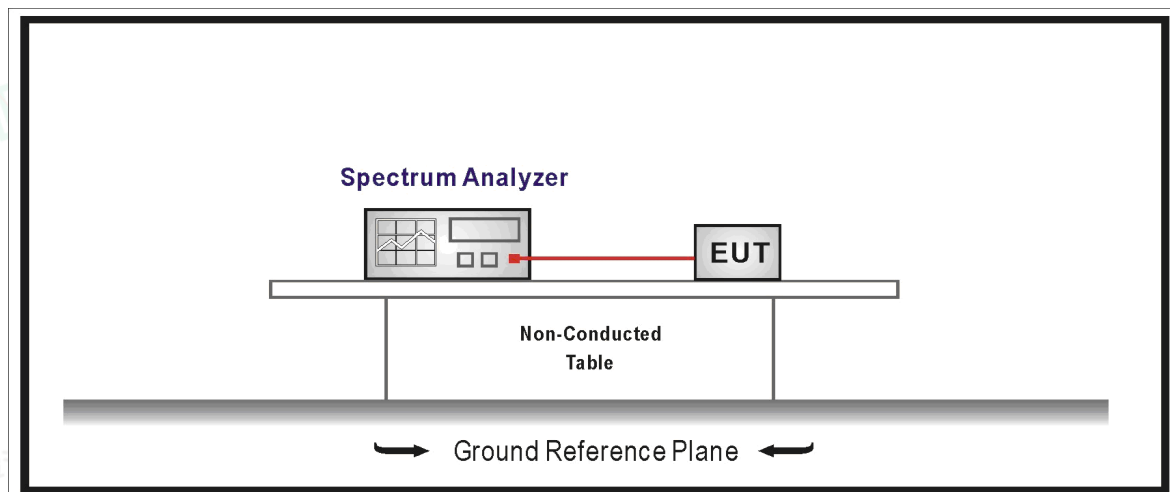 Spectrum Analyzer
EUT
Non-Conducted
Table
Ground Reference Plane